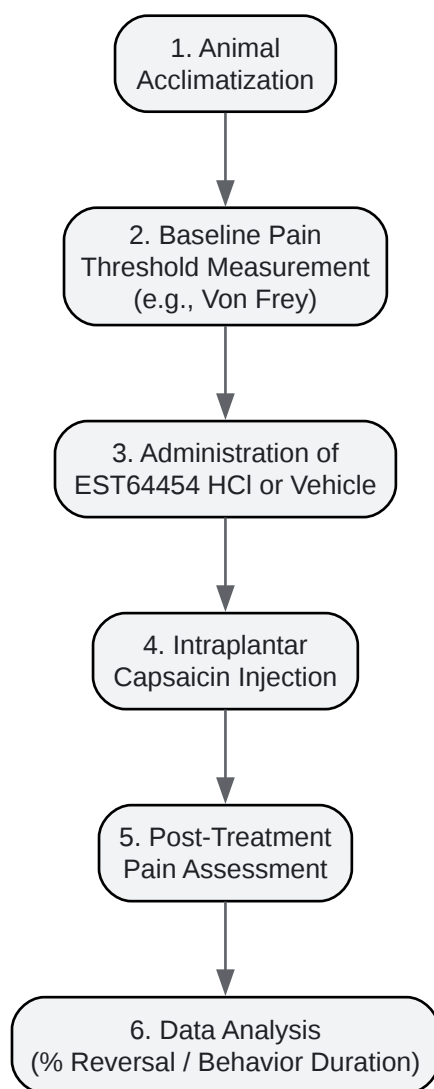 1. Animal
Acclimatization
2. Baseline Pain
Threshold Measurement
(e.g., Von Frey)
3. Administration of
EST64454 HCl or Vehicle
4. Intraplantar
Capsaicin Injection
5. Post-Treatment
Pain Assessment
6. Data Analysis
(% Reversal / Behavior Duration)